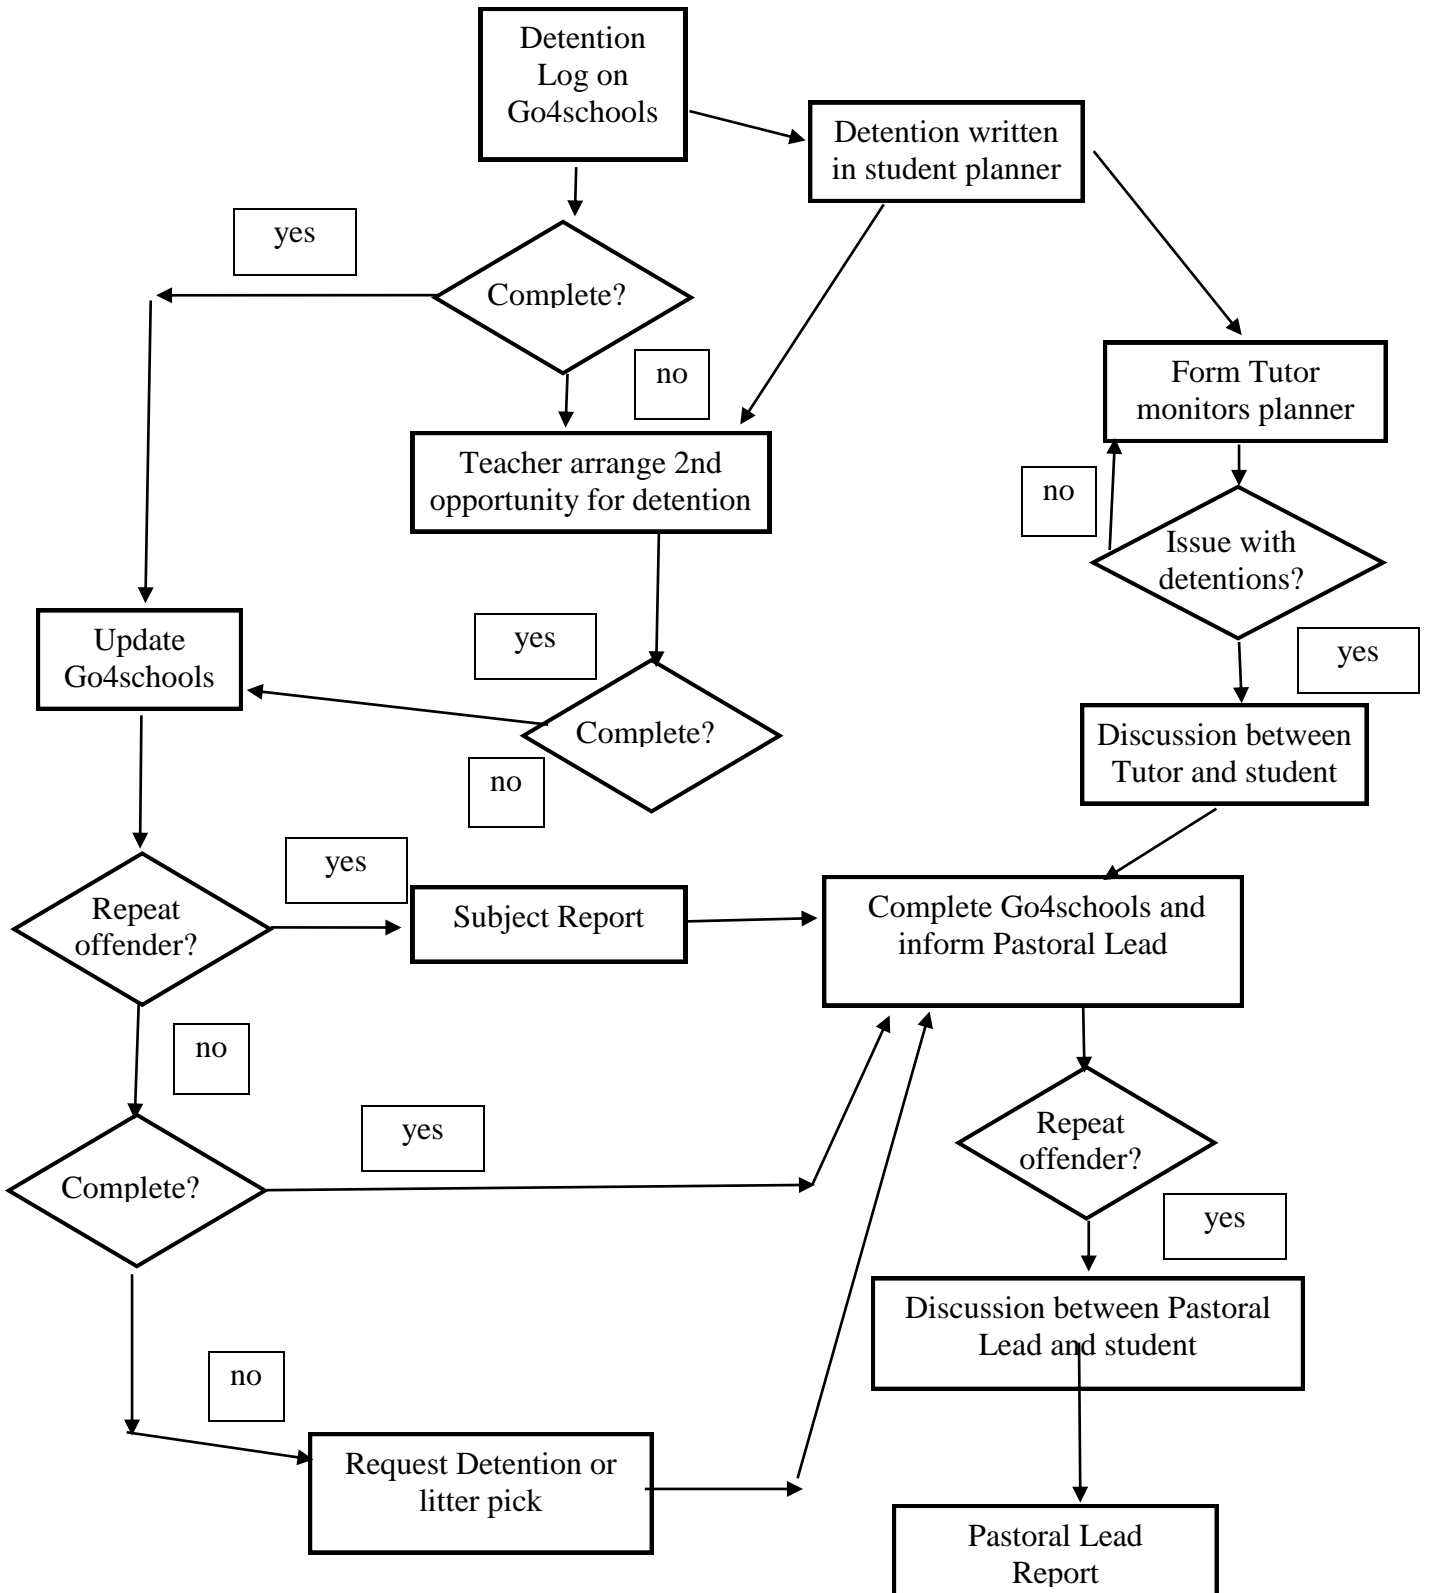 Detention
Log on
Go4schools
Detention written
in student planner
yes
Complete?
no
Form Tutor
monitors planner
Teacher arrange 2nd
opportunity for detention
no
Issue with
detentions?
yes
Update
Go4schools
yes
Complete?
no
Discussion between
Tutor and student
yes
Repeat
offender?
Subject Report
Complete Go4schools and
inform Pastoral Lead
no
yes
Complete?
Repeat
offender?
yes
Discussion between Pastoral
Lead and student
no
Request Detention or
litter pick
Pastoral Lead
Report